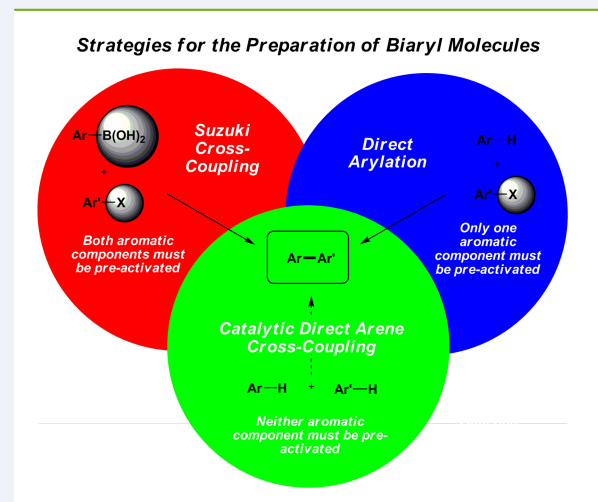 Strategies for the Preparation of Biaryl Molecules
Ar—B(OH)2
+
Ar'—X
Suzuki
Cross-
Coupling
Both aromatic
components must
be pre-activated
Direct
Arylation
Ar—H
+
Ar'—X
Only one
aromatic
component must
be pre-activated
Ar—Ar'
Catalytic Direct Arene
Cross-Coupling
Ar—H + Ar'—H
Neither aromatic
component must be pre-
activated